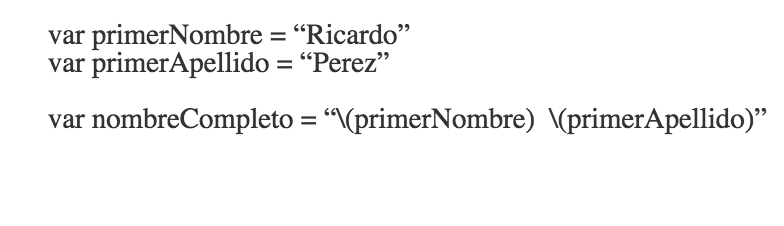 var primerNombre = “Ricardo”
var primerApellido = “Perez”
var nombreCompleto = “\(primerNombre)  \(primerApellido)”